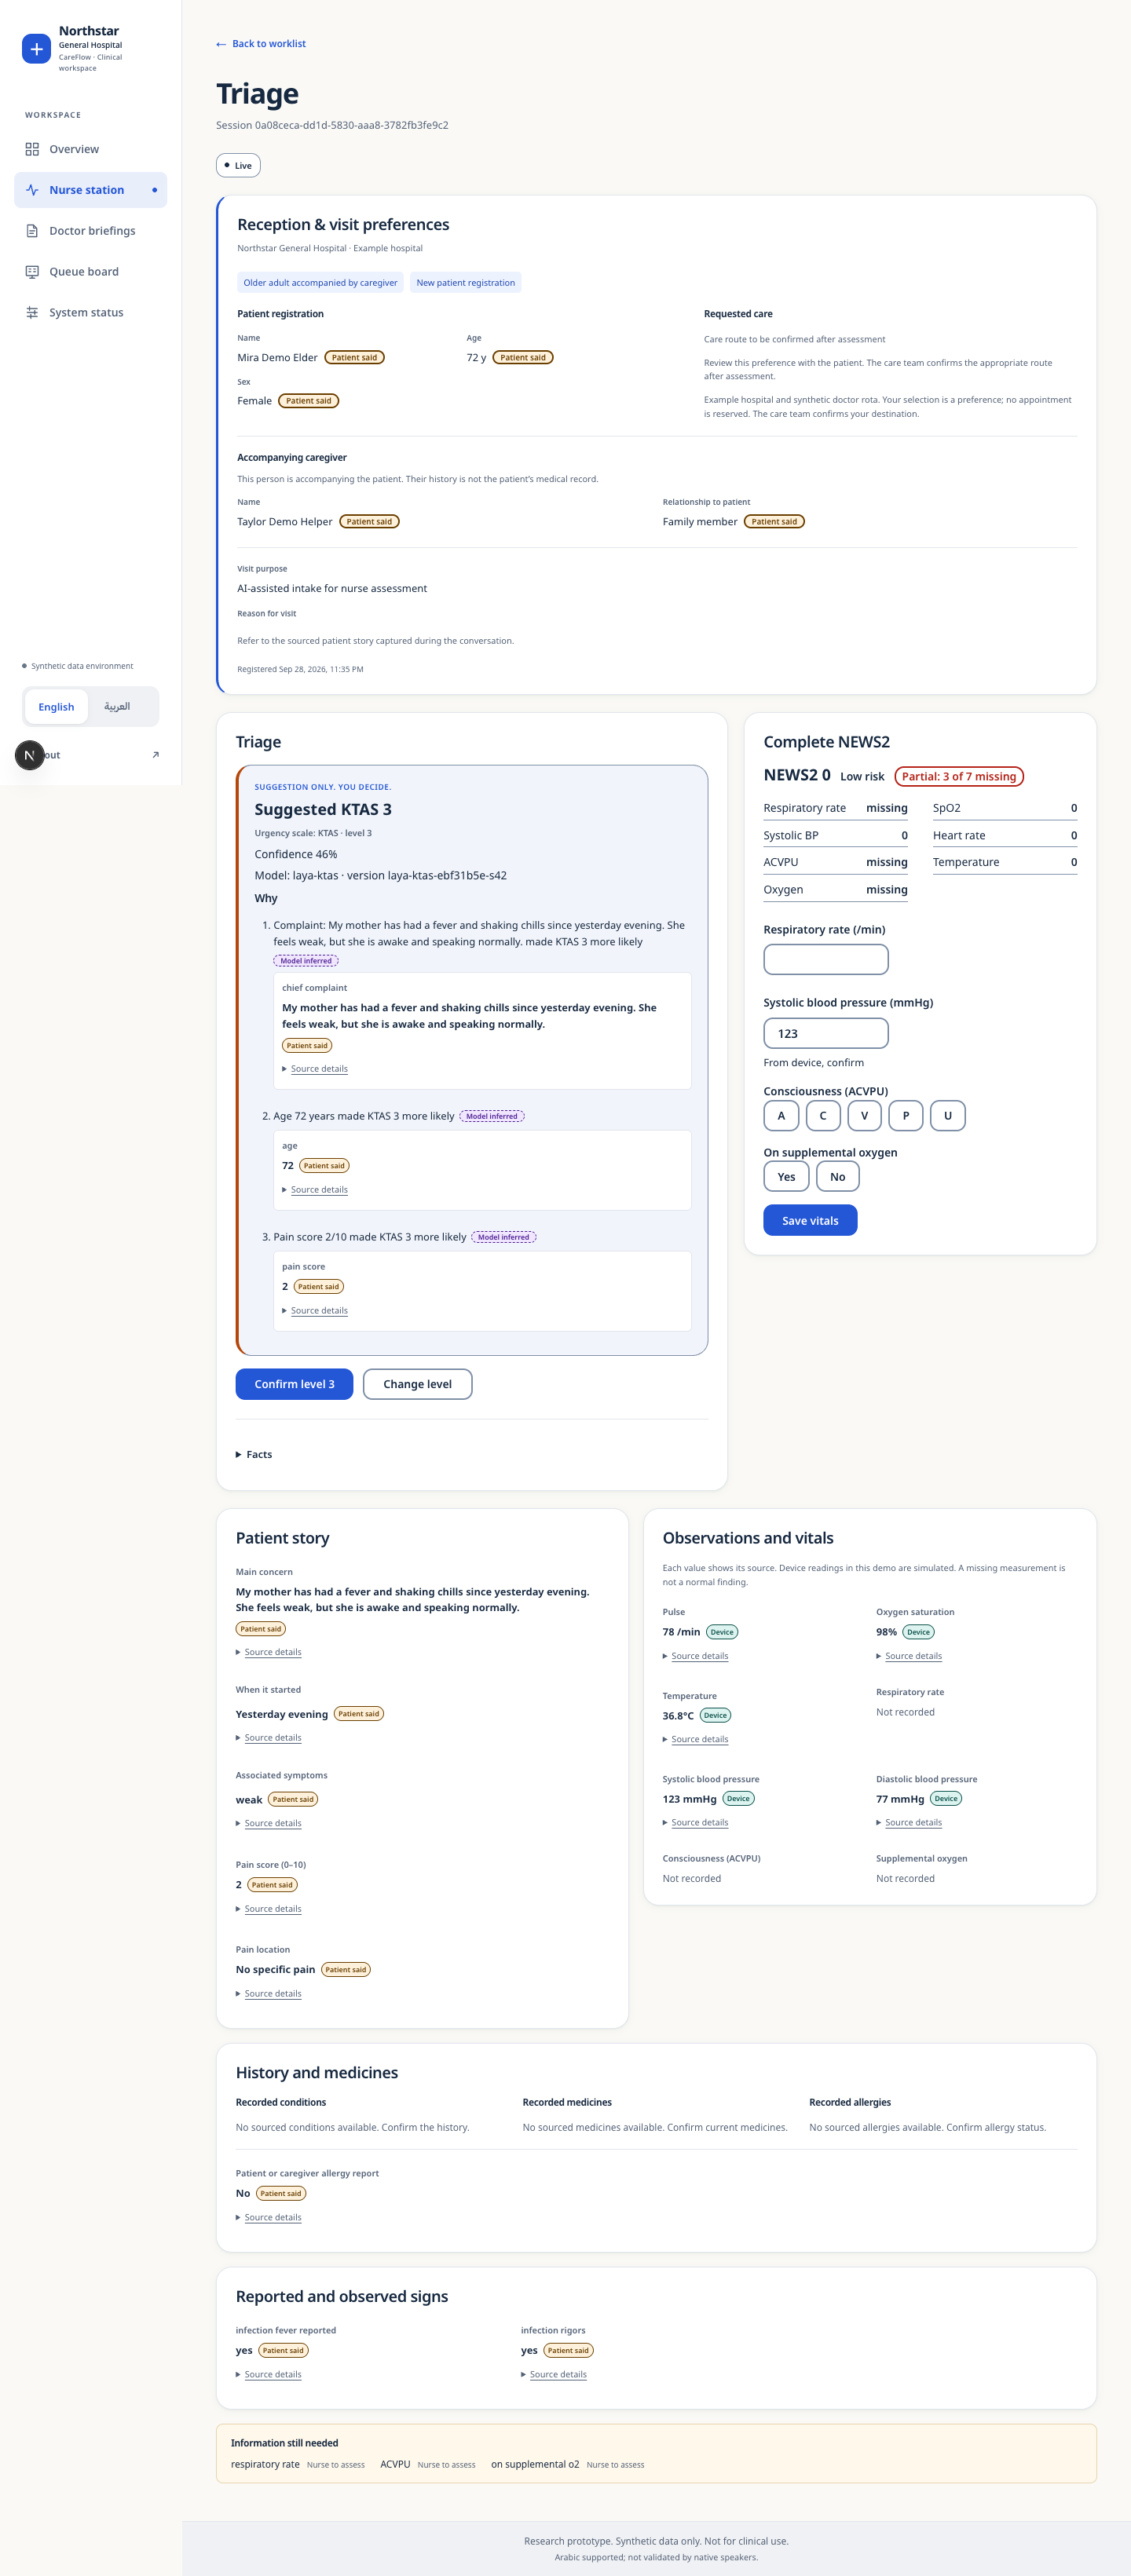 Northstar
General Hospital
CareFlow · Clinical
workspace
WORKSPACE
Overview
Nurse station
Doctor briefings
Queue board
System status
Synthetic data environment
English
العربية
N
out
← Back to worklist
Triage
Session 0a08ceca-dd1d-5830-aaa8-3782fb3fe9c2
Live
Reception & visit preferences
Northstar General Hospital · Example hospital
Older adult accompanied by caregiver
New patient registration
Patient registration
Name
Mira Demo Elder Patient said
Age
72 y Patient said
Sex
Female Patient said
Requested care
Care route to be confirmed after assessment
Review this preference with the patient. The care team confirms the appropriate route
after assessment.
Example hospital and synthetic doctor rota. Your selection is a preference; no appointment
is reserved. The care team confirms your destination.
Accompanying caregiver
This person is accompanying the patient. Their history is not the patient's medical record.
Name
Taylor Demo Helper Patient said
Relationship to patient
Family member Patient said
Visit purpose
AI-assisted intake for nurse assessment
Reason for visit
Refer to the sourced patient story captured during the conversation.
Registered Sep 28, 2026, 11:35 PM
Triage
SUGGESTION ONLY. YOU DECIDE.
Suggested KTAS 3
Urgency scale: KTAS · level 3
Confidence 46%
Model: laya-ktas · version laya-ktas-ebf31b5e-s42
Why
1. Complaint: My mother has had a fever and shaking chills since yesterday evening. She
feels weak, but she is awake and speaking normally. made KTAS 3 more likely
Model inferred
chief complaint
My mother has had a fever and shaking chills since yesterday evening. She
feels weak, but she is awake and speaking normally.
Patient said
Source details
2. Age 72 years made KTAS 3 more likely Model inferred
age
72 Patient said
Source details
3. Pain score 2/10 made KTAS 3 more likely Model inferred
pain score
2 Patient said
Source details
Confirm level 3
Change level
Facts
Complete NEWS2
NEWS2 0 Low risk Partial: 3 of 7 missing
Respiratory rate missing
SpO2 0
Systolic BP 0
Heart rate 0
ACVPU missing
Temperature 0
Oxygen missing
Respiratory rate (/min)
Systolic blood pressure (mmHg)
123
From device, confirm
Consciousness (ACVPU)
A C V P U
On supplemental oxygen
Yes No
Save vitals
Patient story
Main concern
My mother has had a fever and shaking chills since yesterday evening.
She feels weak, but she is awake and speaking normally.
Patient said
Source details
When it started
Yesterday evening Patient said
Source details
Associated symptoms
weak Patient said
Source details
Pain score (0–10)
2 Patient said
Source details
Pain location
No specific pain Patient said
Source details
Observations and vitals
Each value shows its source. Device readings in this demo are simulated. A missing measurement is
not a normal finding.
Pulse
78 /min Device
Source details
Oxygen saturation
98% Device
Source details
Temperature
36.8°C Device
Source details
Respiratory rate
Not recorded
Systolic blood pressure
123 mmHg Device
Source details
Diastolic blood pressure
77 mmHg Device
Source details
Consciousness (ACVPU)
Not recorded
Supplemental oxygen
Not recorded
History and medicines
Recorded conditions
No sourced conditions available. Confirm the history.
Recorded medicines
No sourced medicines available. Confirm current medicines.
Recorded allergies
No sourced allergies available. Confirm allergy status.
Patient or caregiver allergy report
No Patient said
Source details
Reported and observed signs
infection fever reported
yes Patient said
Source details
infection rigors
yes Patient said
Source details
Information still needed
respiratory rate Nurse to assess ACVPU Nurse to assess on supplemental o2 Nurse to assess
Research prototype. Synthetic data only. Not for clinical use.
Arabic supported; not validated by native speakers.